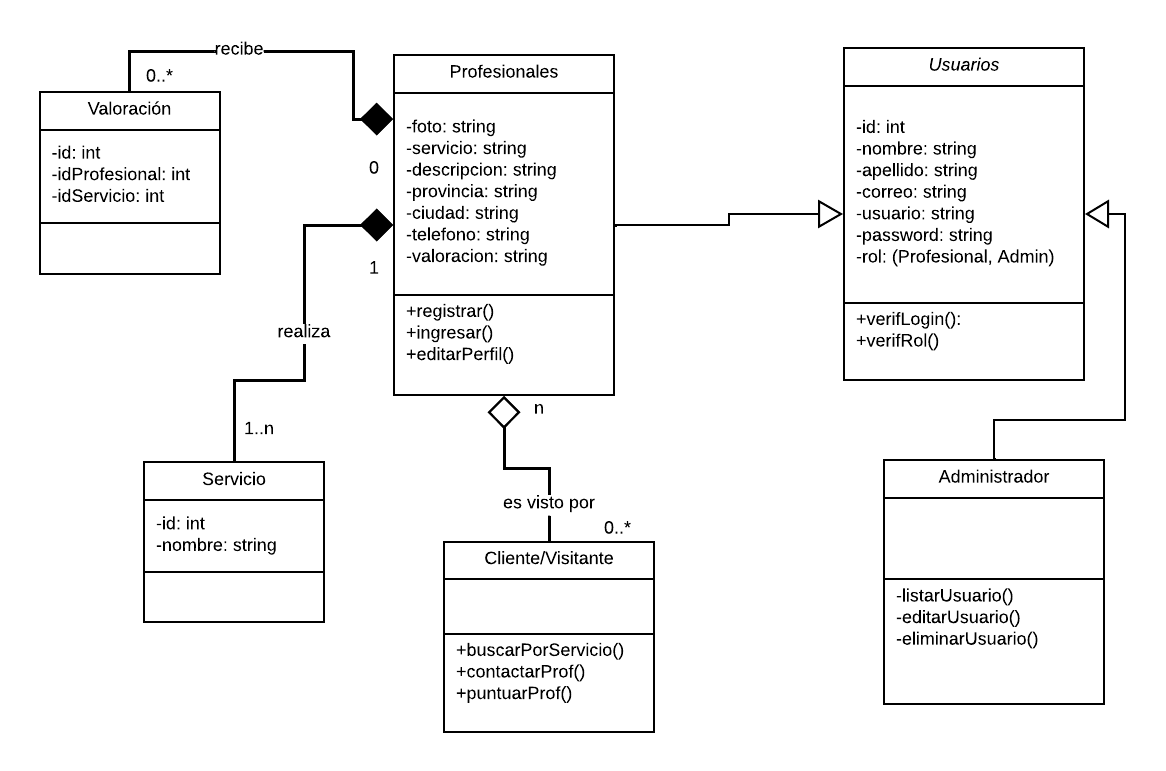 recibe
0..*
Valoración
-id: int
-idProfesional: int
-idServicio: int
Profesionales
-foto: string
-servicio: string
-descripcion: string
-provincia: string
-ciudad: string
-telefono: string
-valoracion: string
+registrar()
+ingresar()
+editarPerfil()
0
1
realiza
1..n
Servicio
-id: int
-nombre: string
n
es visto por
0..*
Cliente/Visitante
+buscarPorServicio()
+contactarProf()
+puntuarProf()
Usuarios
-id: int
-nombre: string
-apellido: string
-correo: string
-usuario: string
-password: string
-rol: (Profesional, Admin)
+verifLogin():
+verifRol()
Administrador
-listarUsuario()
-editarUsuario()
-eliminarUsuario()